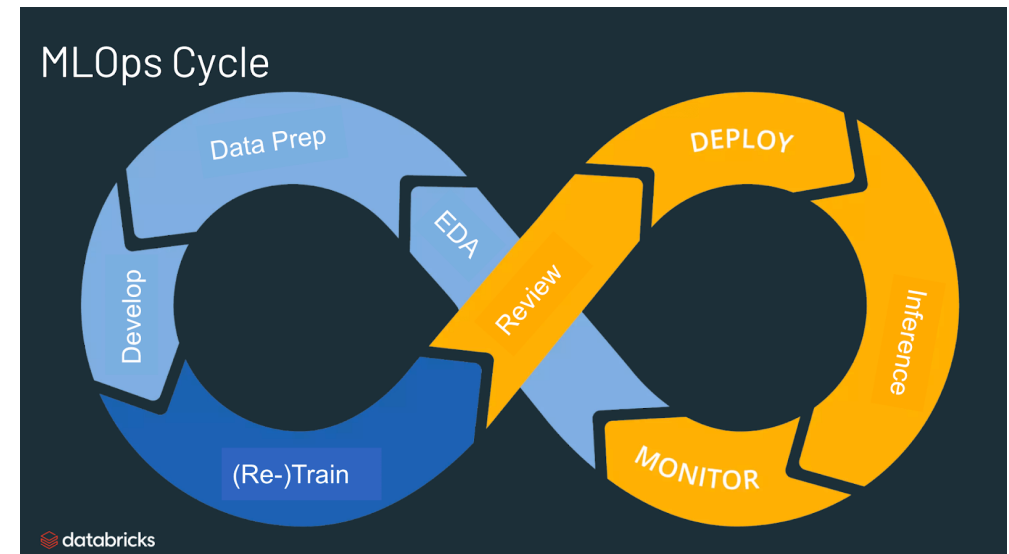 MLOps Cycle
Data Prep
DEPLOY
EDA
Review
Develop
Inference
(Re-)Train
MONITOR
databricks